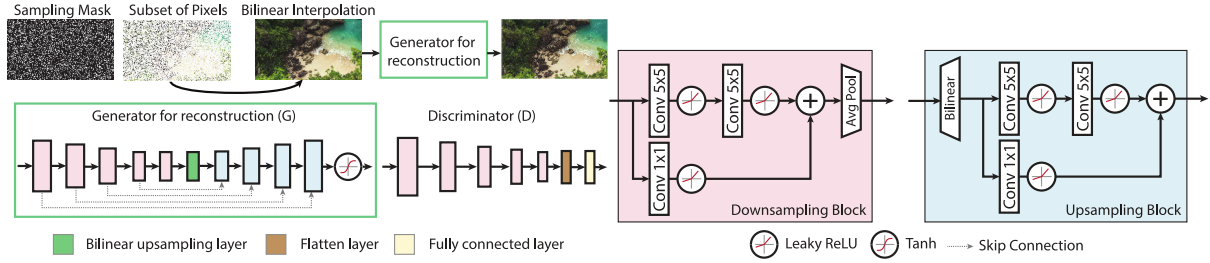 Sampling Mask
Subset of Pixels
Bilinear Interpolation
Generator for
reconstruction
Generator for reconstruction (G)
Discriminator (D)
Bilinear upsampling layer
Flatten layer
Fully connected layer
Conv 5x5
Conv 5x5
Avg Pool
Conv 1x1
Downsampling Block
Bilinear
Conv 5x5
Conv 5x5
Conv 1x1
Upsampling Block
Leaky ReLU
Tanh
Skip Connection